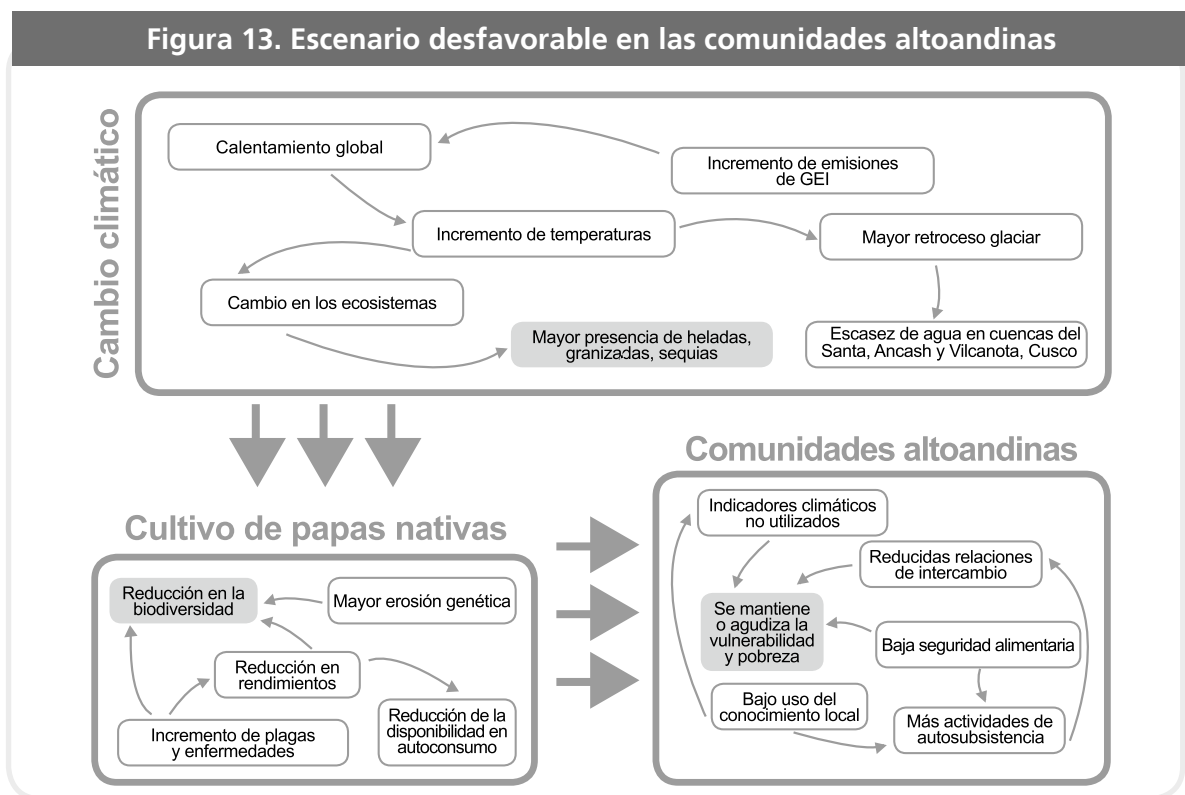 Figura 13. Escenario desfavorable en las comunidades altoandinas
Cambio climático
Calentamiento global
Incremento de emisiones
de GEI
Incremento de temperaturas
Mayor retroceso glaciar
Cambio en los ecosistemas
Mayor presencia de heladas,
granizadas, sequias
Escasez de agua en cuencas del
Santa, Ancash y Vilcanota, Cusco
Cultivo de papas nativas
Reducción en la
biodiversidad
Mayor erosión genética
Reducción en
rendimientos
Incremento de plagas
y enfermedades
Reducción de la
disponibilidad en
autoconsumo
Comunidades altoandinas
Indicadores climáticos
no utilizados
Reducidas relaciones
de intercambio
Se mantiene
o agudiza la
vulnerabilidad
y pobreza
Baja seguridad alimentaria
Bajo uso del
conocimiento local
Más actividades de
autosubsistencia